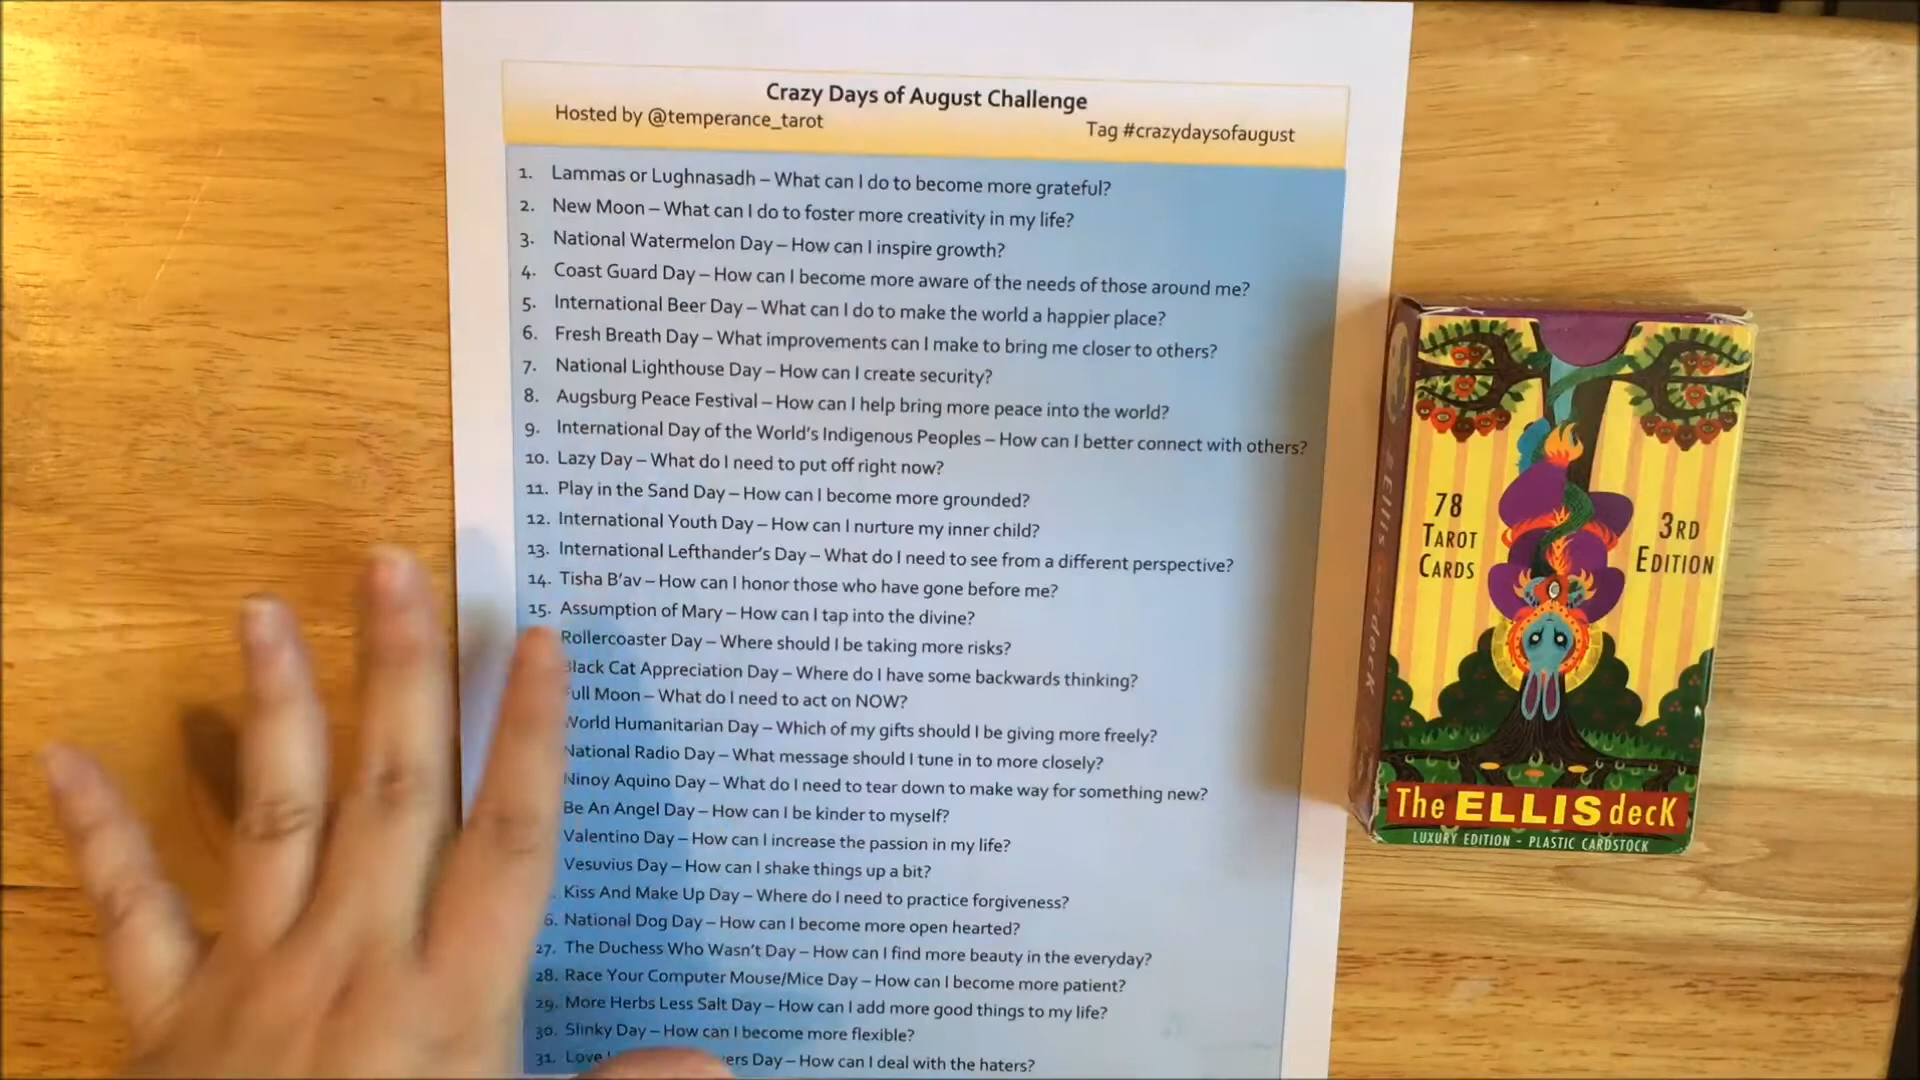 Crazy Days of August Challenge
Hosted by @temperance_tarot Tag #crazydaysofaugust
1. Lammas or Lughnasadh – What can I do to become more grateful?
2. New Moon – What can I do to foster more creativity in my life?
3. National Watermelon Day – How can I inspire growth?
4. Coast Guard Day – How can I become more aware of the needs of those around me?
5. International Beer Day – What can I do to make the world a happier place?
6. Fresh Breath Day – What improvements can I make to bring me closer to others?
7. National Lighthouse Day – How can I create security?
8. Augsburg Peace Festival – How can I help bring more peace into the world?
9. International Day of the World's Indigenous Peoples – How can I better connect with others?
10. Lazy Day – What do I need to put off right now?
11. Play in the Sand Day – How can I become more grounded?
12. International Youth Day – How can I nurture my inner child?
13. International Lefthander's Day – What do I need to see from a different perspective?
14. Tisha B'av – How can I honor those who have gone before me?
15. Assumption of Mary – How can I tap into the divine?
Rollercoaster Day – Where should I be taking more risks?
Black Cat Appreciation Day – Where do I have some backwards thinking?
Full Moon – What do I need to act on NOW?
World Humanitarian Day – Which of my gifts should I be giving more freely?
National Radio Day – What message should I tune in to more closely?
Ninoy Aquino Day – What do I need to tear down to make way for something new?
Be An Angel Day – How can I be kinder to myself?
Valentino Day – How can I increase the passion in my life?
Vesuvius Day – How can I shake things up a bit?
Kiss And Make Up Day – Where do I need to practice forgiveness?
6. National Dog Day – How can I become more open hearted?
27. The Duchess Who Wasn't Day – How can I find more beauty in the everyday?
28. Race Your Computer Mouse/Mice Day – How can I become more patient?
29. More Herbs Less Salt Day – How can I add more good things to my life?
30. Slinky Day – How can I become more flexible?
31. Love ers Day – How can I deal with the haters?
78
TAROT
CARDS
3RD
EDITION
The ELLIS decK
LUXURY EDITION - PLASTIC CARDSTOCK
The Ellis deck